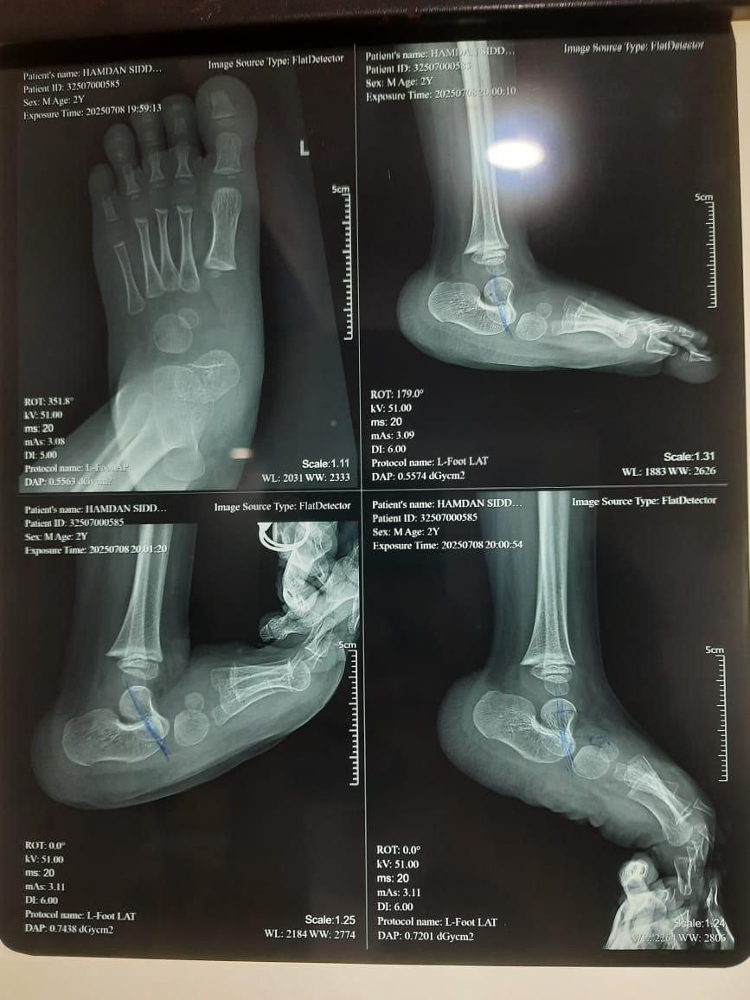 Patient's name: HAMDAN SIDD...
Patient ID: 32507000585
Sex: M Age: 2Y
Exposure Time: 20250708 19:59:13
Image Source Type: FlatDetector
L
5cm
ROT: 351.8°
kV: 51.00
ms: 20
mAs: 3.08
DI: 5.00
Protocol name: L-Foot AP
DAP: 0.5563 dGycm2
Scale:1.11
WL: 2031 WW: 2333
Patient's name: HAMDAN SIDD...
Patient ID: 32507000585
Sex: M Age: 2Y
Exposure Time: 20250708 20:00:10
Image Source Type: FlatDetector
5cm
ROT: 179.0°
kV: 51.00
ms: 20
mAs: 3.09
DI: 6.00
Protocol name: L-Foot LAT
DAP: 0.5574 dGycm2
Scale:1.31
WL: 1883 WW: 2626
Patient's name: HAMDAN SIDD...
Patient ID: 32507000585
Sex: M Age: 2Y
Exposure Time: 20250708 20:01:20
Image Source Type: FlatDetector
5cm
ROT: 0.0°
kV: 51.00
ms: 20
mAs: 3.11
DI: 6.00
Protocol name: L-Foot LAT
DAP: 0.7438 dGycm2
Scale:1.25
WL: 2184 WW: 2774
Patient's name: HAMDAN SIDD...
Patient ID: 32507000585
Sex: M Age: 2Y
Exposure Time: 20250708 20:00:54
Image Source Type: FlatDetector
5cm
ROT: 0.0°
kV: 51.00
ms: 20
mAs: 3.11
DI: 6.00
Protocol name: L-Foot LAT
DAP: 0.7201 dGycm2
Scale:1.24
WL: 2264 WW: 2806